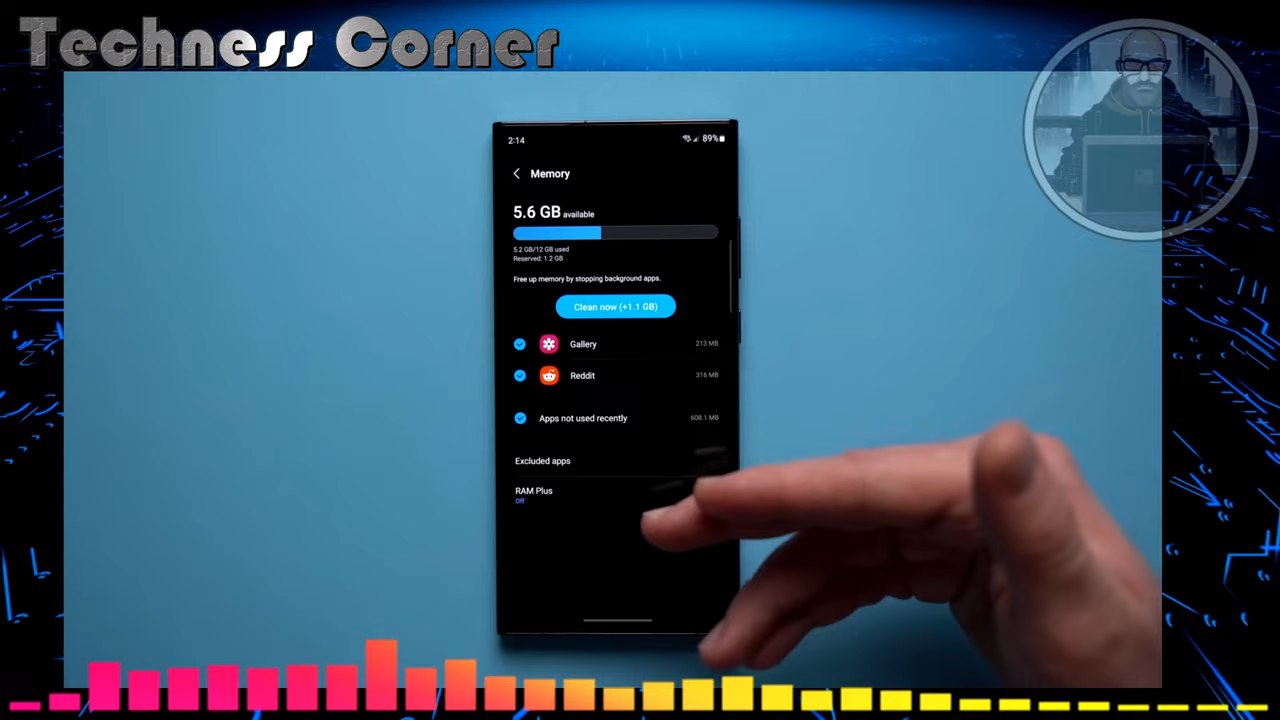 Techness Corner
2:14
89%
Memory
5.6 GB available
5.2 GB/12 GB used
Reserved: 1.2 GB
Free up memory by stopping background apps.
Clean now (+1.1 GB)
Gallery 213 MB
Reddit 316 MB
Apps not used recently 608.1 MB
Excluded apps
RAM Plus
Off